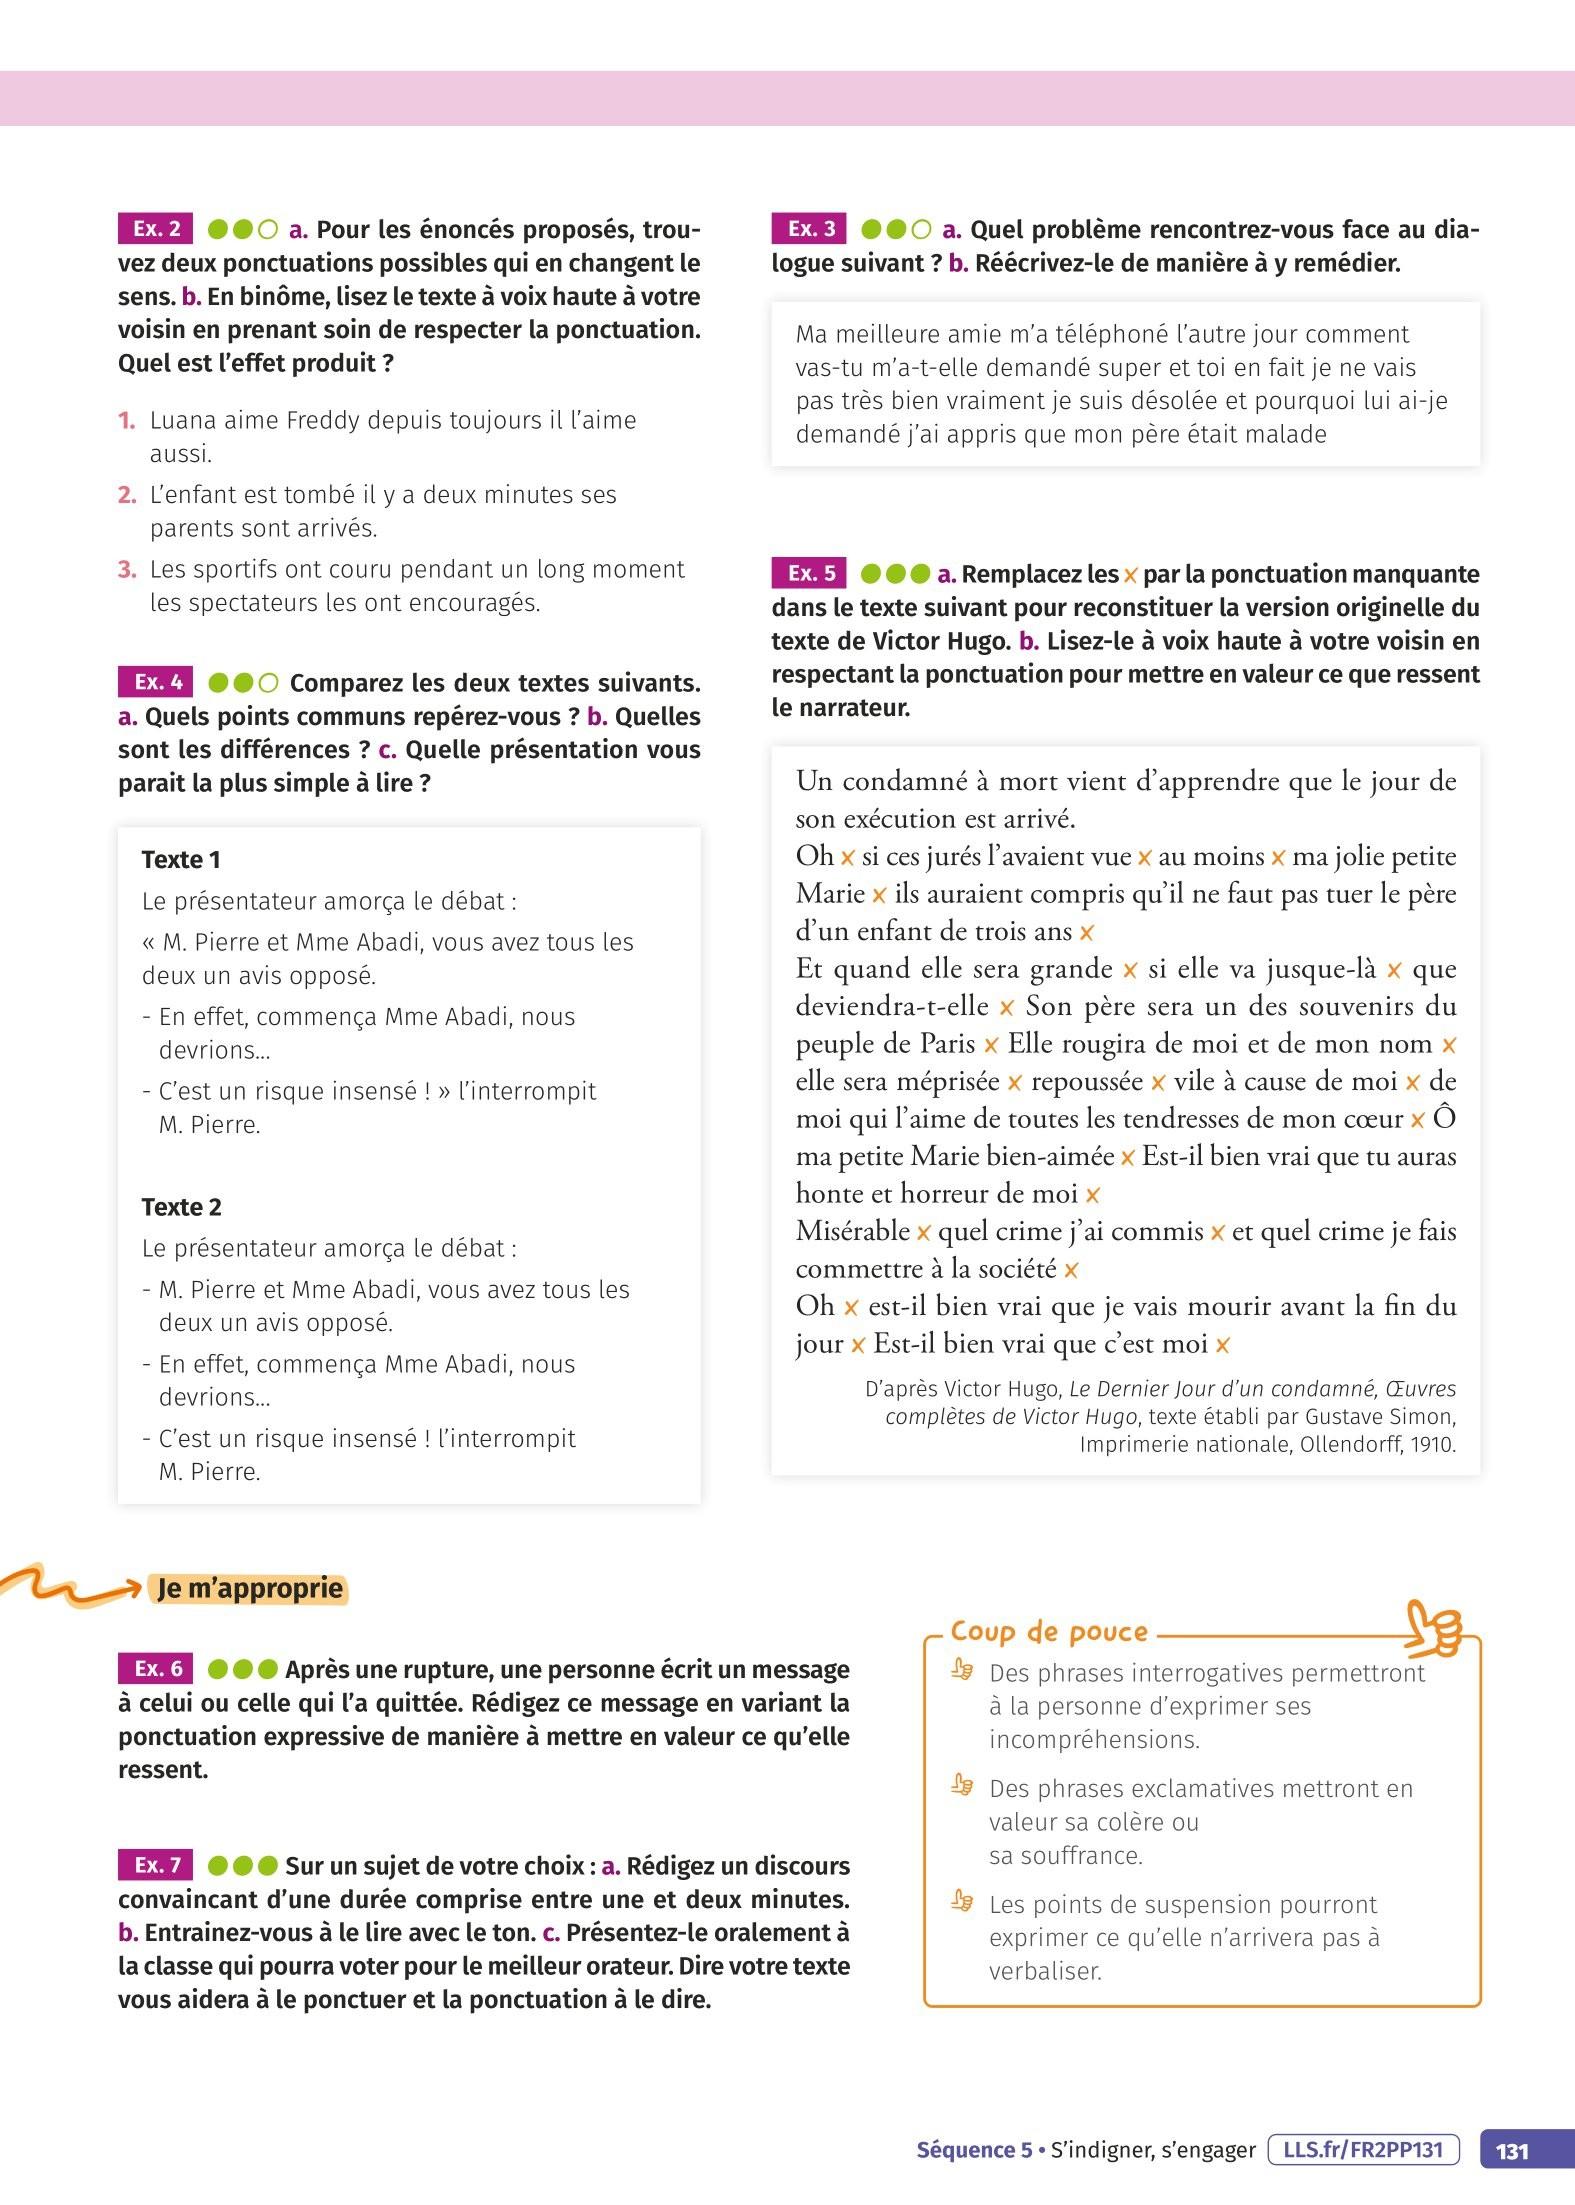 Ex. 2 a. Pour les énoncés proposés, trou-
vez deux ponctuations possibles qui en changent le
sens. b. En binôme, lisez le texte à voix haute à votre
voisin en prenant soin de respecter la ponctuation.
Quel est l’effet produit ?
1. Luana aime Freddy depuis toujours il l’aime
aussi.
2. L’enfant est tombé il y a deux minutes ses
parents sont arrivés.
3. Les sportifs ont couru pendant un long moment
les spectateurs les ont encouragés.
Ex. 4 Comparez les deux textes suivants.
a. Quels points communs repérez-vous ? b. Quelles
sont les différences ? c. Quelle présentation vous
parait la plus simple à lire ?
Texte 1
Le présentateur amorça le débat :
« M. Pierre et Mme Abadi, vous avez tous les
deux un avis opposé.
- En effet, commença Mme Abadi, nous
devrions...
- C’est un risque insensé ! » l’interrompit
M. Pierre.
Texte 2
Le présentateur amorça le débat :
- M. Pierre et Mme Abadi, vous avez tous les
deux un avis opposé.
- En effet, commença Mme Abadi, nous
devrions...
- C’est un risque insensé ! l’interrompit
M. Pierre.
Ex. 3 a. Quel problème rencontrez-vous face au dia-
logue suivant ? b. Réécrivez-le de manière à y remédier.
Ma meilleure amie m’a téléphoné l’autre jour comment
vas-tu m’a-t-elle demandé super et toi en fait je ne vais
pas très bien vraiment je suis désolée et pourquoi lui ai-je
demandé j’ai appris que mon père était malade
Ex. 5 a. Remplacez les x par la ponctuation manquante
dans le texte suivant pour reconstituer la version originelle du
texte de Victor Hugo. b. Lisez-le à voix haute à votre voisin en
respectant la ponctuation pour mettre en valeur ce que ressent
le narrateur.
Un condamné à mort vient d’apprendre que le jour de
son exécution est arrivé.
Oh x si ces jurés l’avaient vue x au moins x ma jolie petite
Marie x ils auraient compris qu’il ne faut pas tuer le père
d’un enfant de trois ans x
Et quand elle sera grande x si elle va jusque-là x que
deviendra-t-elle x Son père sera un des souvenirs du
peuple de Paris x Elle rougira de moi et de mon nom x
elle sera méprisée x repoussée x vile à cause de moi x de
moi qui l’aime de toutes les tendresses de mon cœur x Ô
ma petite Marie bien-aimée x Est-il bien vrai que tu auras
honte et horreur de moi x
Misérable x quel crime j’ai commis x et quel crime je fais
commettre à la société x
Oh x est-il bien vrai que je vais mourir avant la fin du
jour x Est-il bien vrai que c’est moi x
D’après Victor Hugo, Le Dernier Jour d’un condamné, Œuvres
complètes de Victor Hugo, texte établi par Gustave Simon,
Imprimerie nationale, Ollendorff, 1910.
Je m’approprie
Ex. 6 Après une rupture, une personne écrit un message
à celui ou celle qui l’a quittée. Rédigez ce message en variant la
ponctuation expressive de manière à mettre en valeur ce qu’elle
ressent.
Ex. 7 Sur un sujet de votre choix : a. Rédigez un discours
convaincant d’une durée comprise entre une et deux minutes.
b. Entrainez-vous à le lire avec le ton. c. Présentez-le oralement à
la classe qui pourra voter pour le meilleur orateur. Dire votre texte
vous aidera à le ponctuer et la ponctuation à le dire.
Coup de pouce
Des phrases interrogatives permettront
à la personne d’exprimer ses
incompréhensions.
Des phrases exclamatives mettront en
valeur sa colère ou
sa souffrance.
Les points de suspension pourront
exprimer ce qu’elle n’arrivera pas à
verbaliser.
Séquence 5 • S’indigner, s’engager LLS.fr/FR2PP131 131